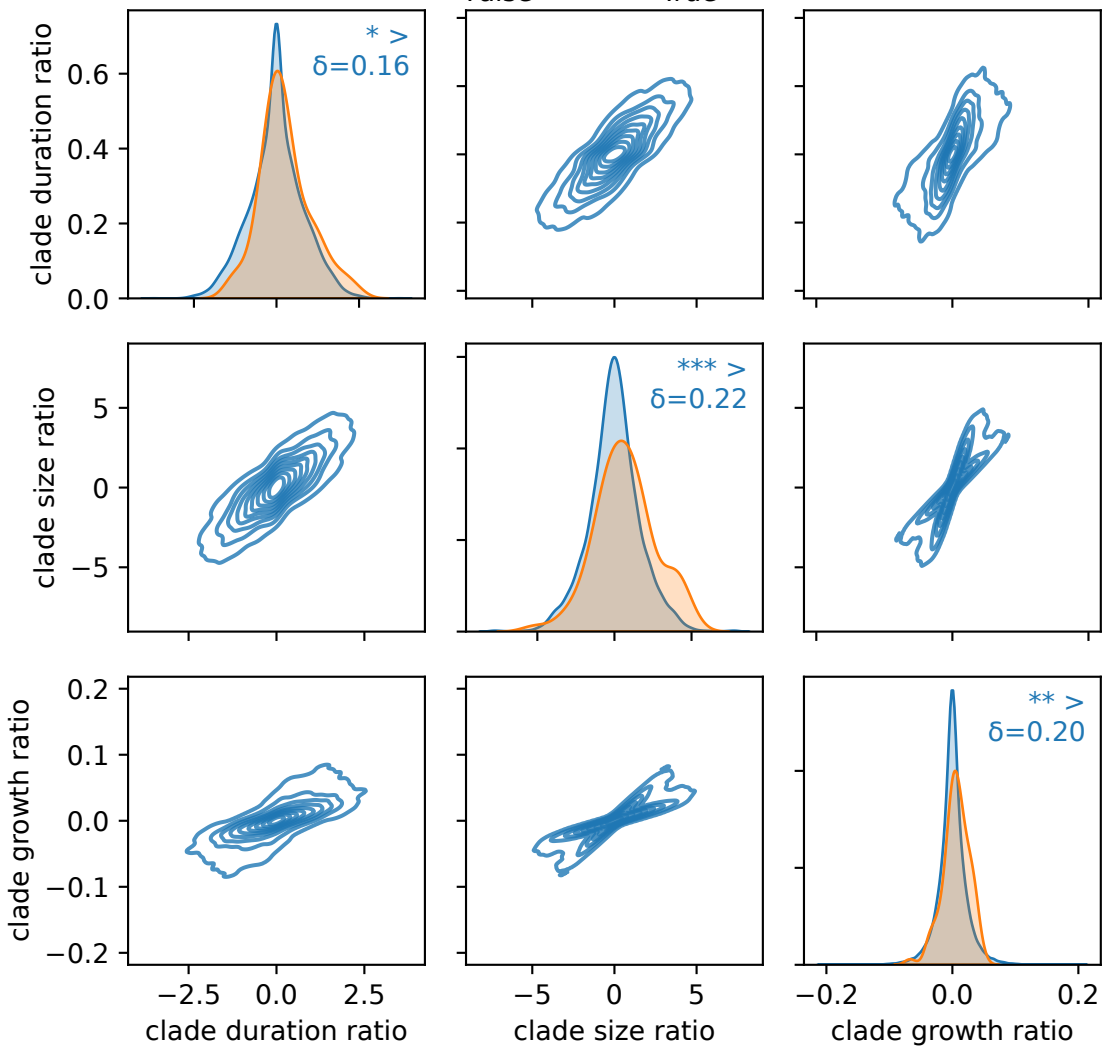 * >
δ=0.16
0.6
0.4
0.2
0.0
clade duration ratio
*** >
δ=0.22
5
0
−5
clade size ratio
** >
δ=0.20
0.2
0.1
0.0
−0.1
−0.2
clade growth ratio
−2.5 0.0 2.5
−5 0 5
−0.2 0.0 0.2
clade duration ratio
clade size ratio
clade growth ratio